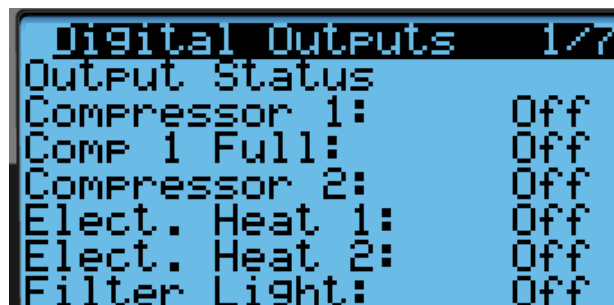 Digital Outputs 1/7
Output Status
Compressor 1: Off
Comp 1 Full: Off
Compressor 2: Off
Elect. Heat 1: Off
Elect. Heat 2: Off
Filter Light: Off